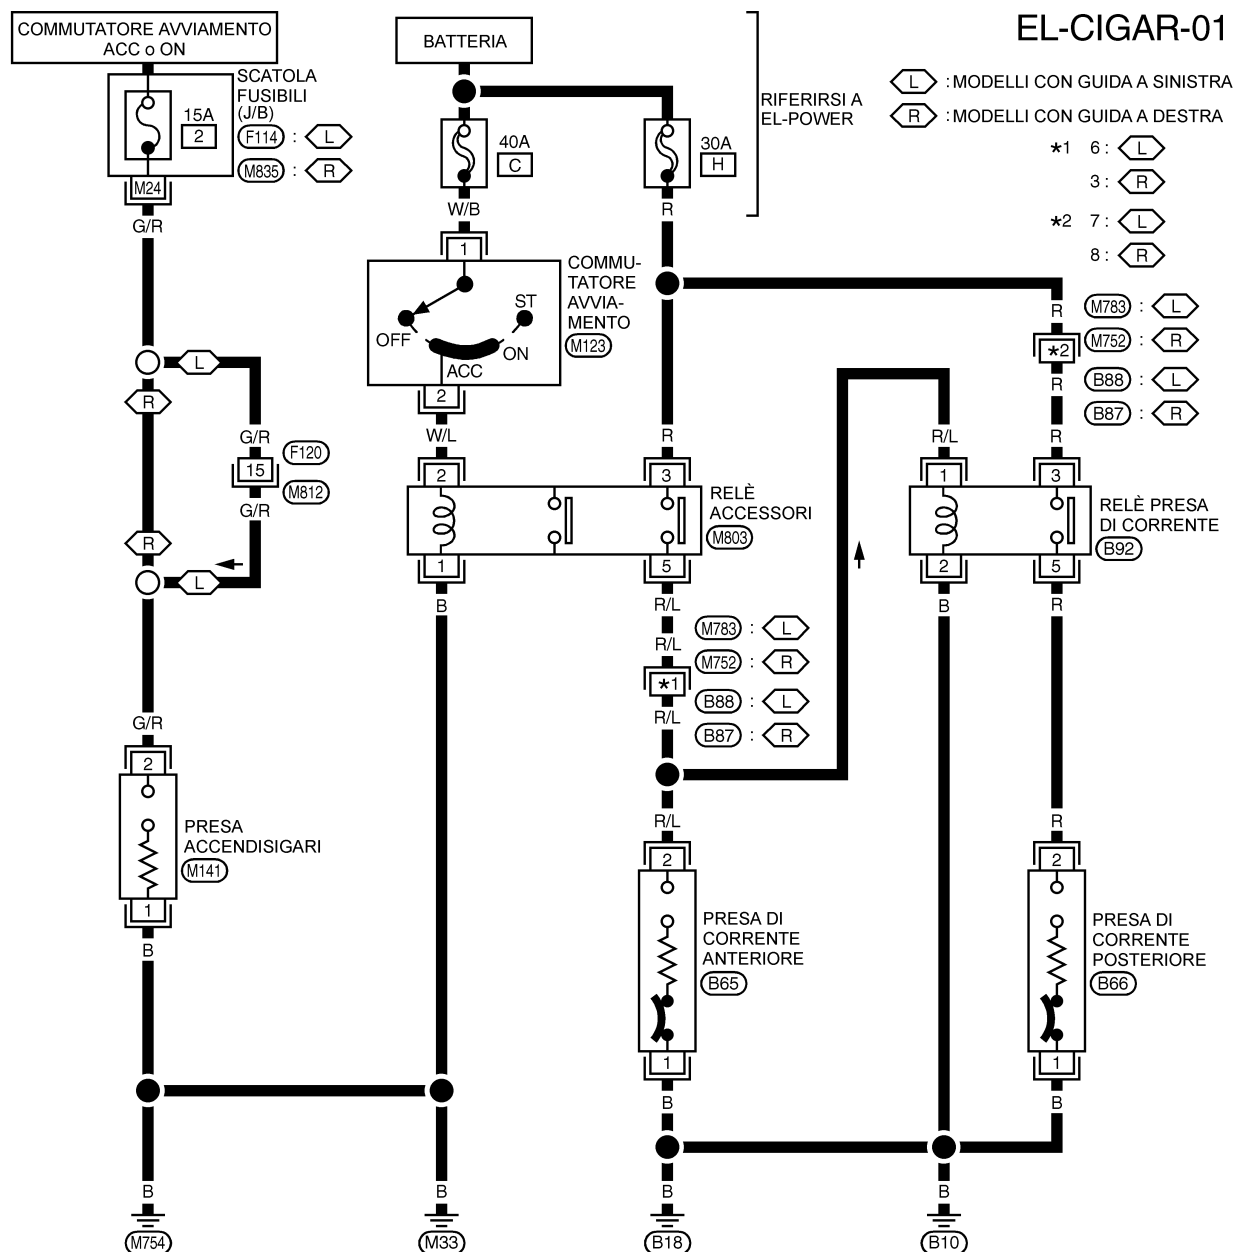 EL-CIGAR-01
COMMUTATORE AVVIAMENTO
ACC o ON
BATTERIA
SCATOLA
FUSIBILI
(J/B)
15A
2
F114 : L
M835 : R
M24
G/R
40A
C
W/B
30A
H
R
RIFERIRSI A
EL-POWER
L : MODELLI CON GUIDA A SINISTRA
R : MODELLI CON GUIDA A DESTRA
*1 6 : L
3 : R
*2 7 : L
8 : R
1
COMMU-
TATORE
AVVIA-
MENTO
M123
OFF
ST
ON
ACC
2
W/L
R
*2
R
M783 : L
M752 : R
B88 : L
B87 : R
L
R
G/R
15
F120
M812
G/R
R
L
2
R
3
RELÈ
ACCESSORI
M803
1
5
B
R/L
R/L
1
R
3
RELÈ PRESA
DI CORRENTE
B92
2
5
B
R
R/L
*1
R/L
M783 : L
M752 : R
B88 : L
B87 : R
G/R
2
PRESA
ACCENDISIGARI
M141
1
B
R/L
2
PRESA DI
CORRENTE
ANTERIORE
B65
1
B
R
2
PRESA DI
CORRENTE
POSTERIORE
B66
1
B
B
B
B
B
M754
M33
B18
B10